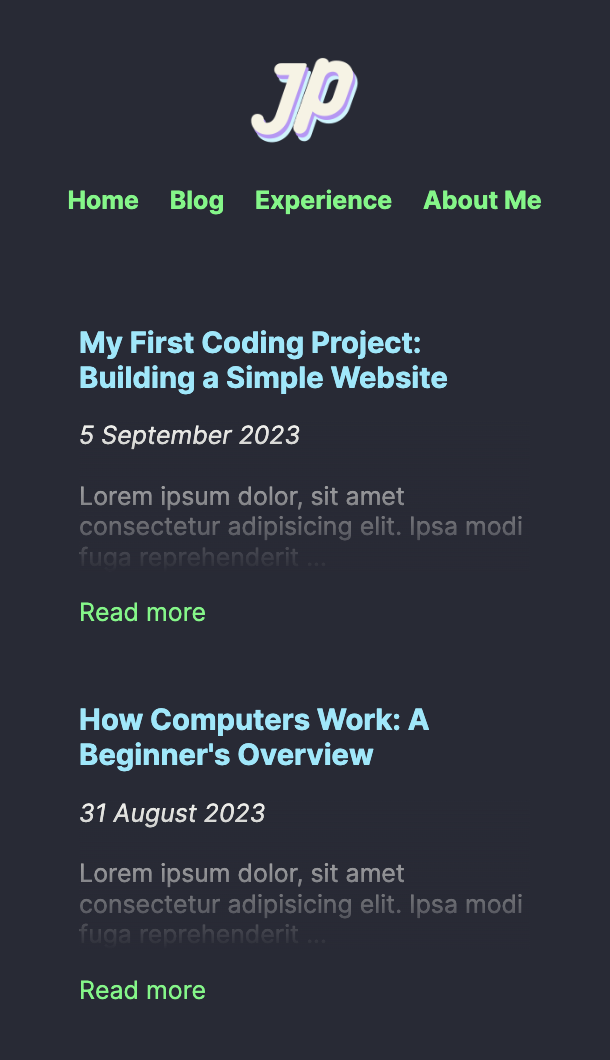 JP
Home Blog Experience About Me
My First Coding Project:
Building a Simple Website
5 September 2023
Lorem ipsum dolor, sit amet
consectetur adipisicing elit. Ipsa modi
fuga reprehenderit ...
Read more
How Computers Work: A
Beginner's Overview
31 August 2023
Lorem ipsum dolor, sit amet
consectetur adipisicing elit. Ipsa modi
fuga reprehenderit ...
Read more